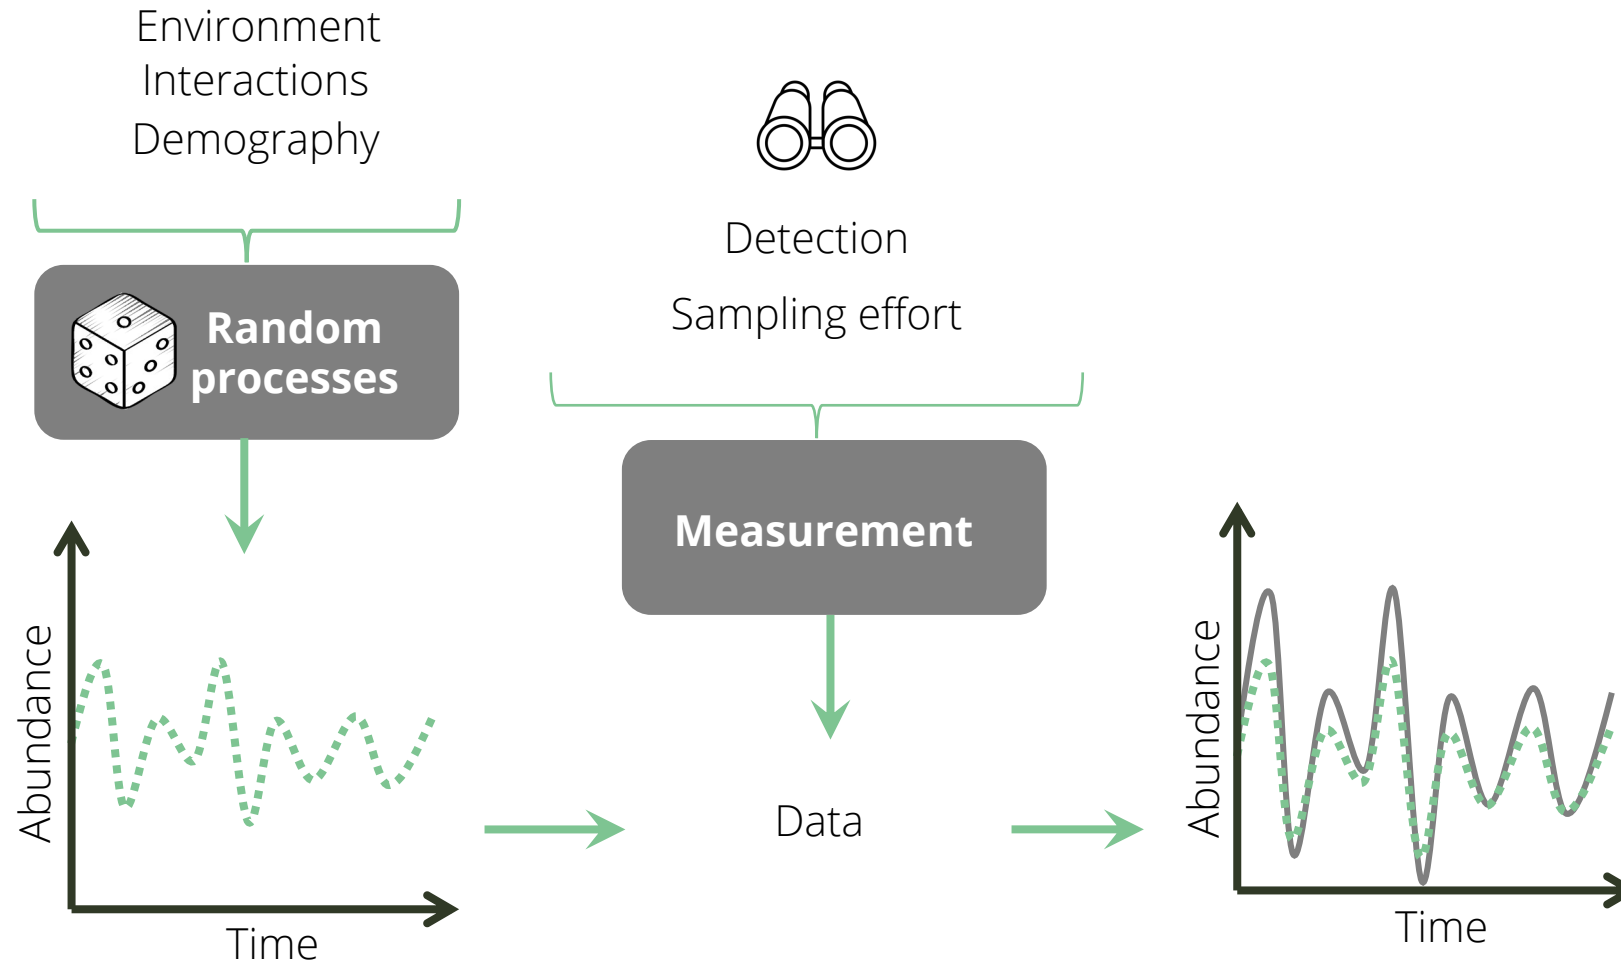 Environment
Interactions
Demography
Random
processes
Abundance
Time
Detection
Sampling effort
Measurement
Data
Abundance
Time